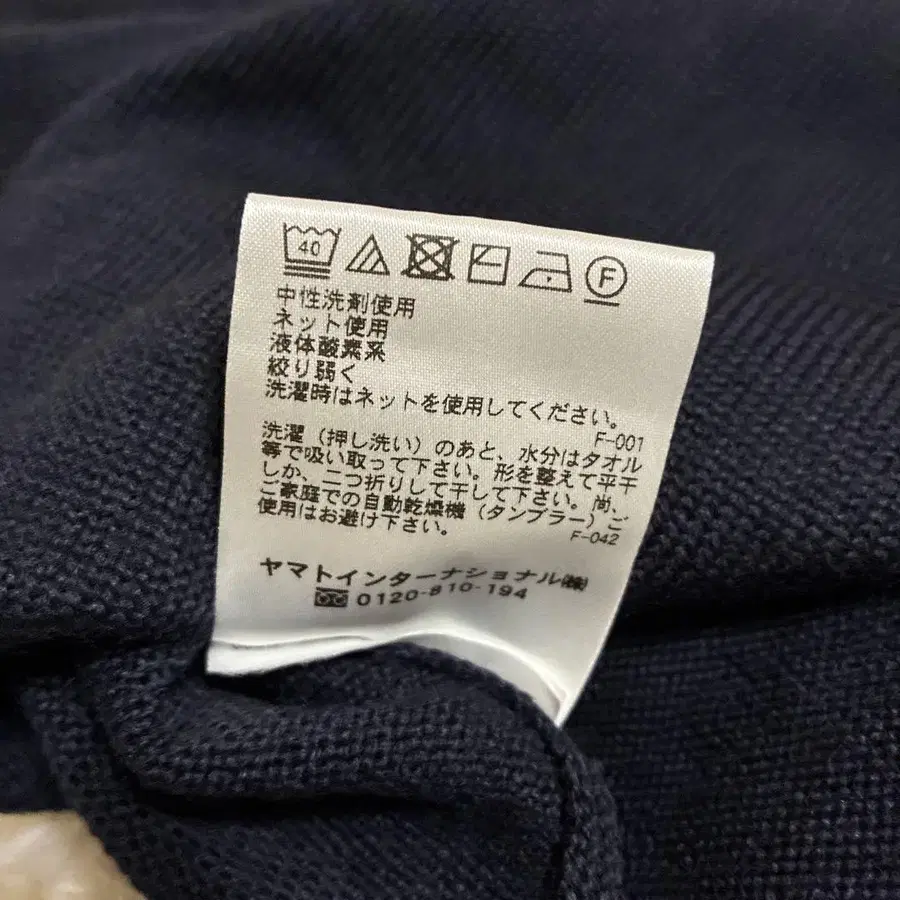 40 F
中性洗剤使用
ネット使用
液体酸素系
絞り弱く
洗濯時はネットを使用してください。
F-001
洗濯（押し洗い）のあと、水分はタオル
等で吸い取って下さい。形を整えて平干
しか、二つ折りして干して下さい。尚、
ご家庭での自動乾燥機（タンブラー）ご
使用はお避け下さい。
F-042
ヤマトインターナショナル㈱
0120-810-194